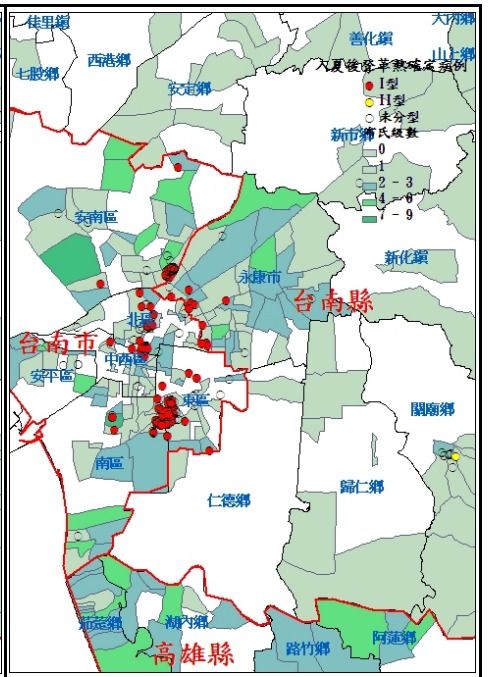 佳里鎮
大內鄉
善化鎮
西港鄉
山上鄉
七股鄉
安定鄉
入夏後登革熱確定病例
I型
II型
未分型
新市鄉
布氏級數
0
1
2 - 3
4 - 6
7 - 9
安南區
新化鎮
永康市
台南縣
北區
台南市
中西區
安平區
東區
關廟鄉
南區
歸仁鄉
仁德鄉
茄萣鄉
湖內鄉
高雄縣
路竹鄉
阿蓮鄉